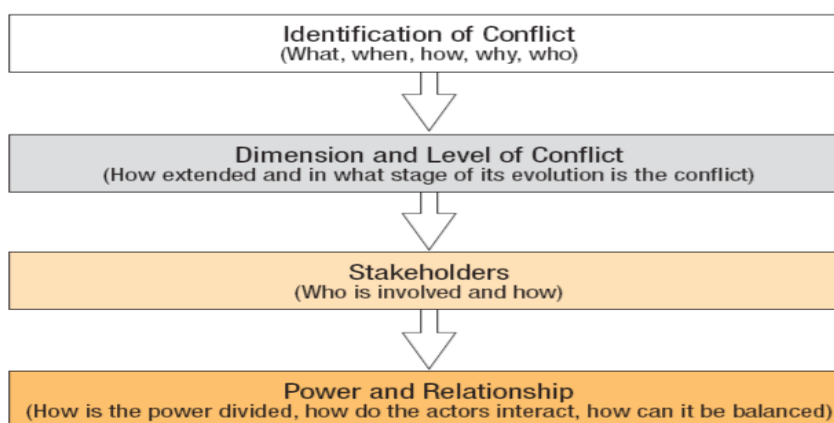 Identification of Conflict
(What, when, how, why, who)
Dimension and Level of Conflict
(How extended and in what stage of its evolution is the conflict)
Stakeholders
(Who is involved and how)
Power and Relationship
(How is the power divided, how do the actors interact, how can it be balanced)